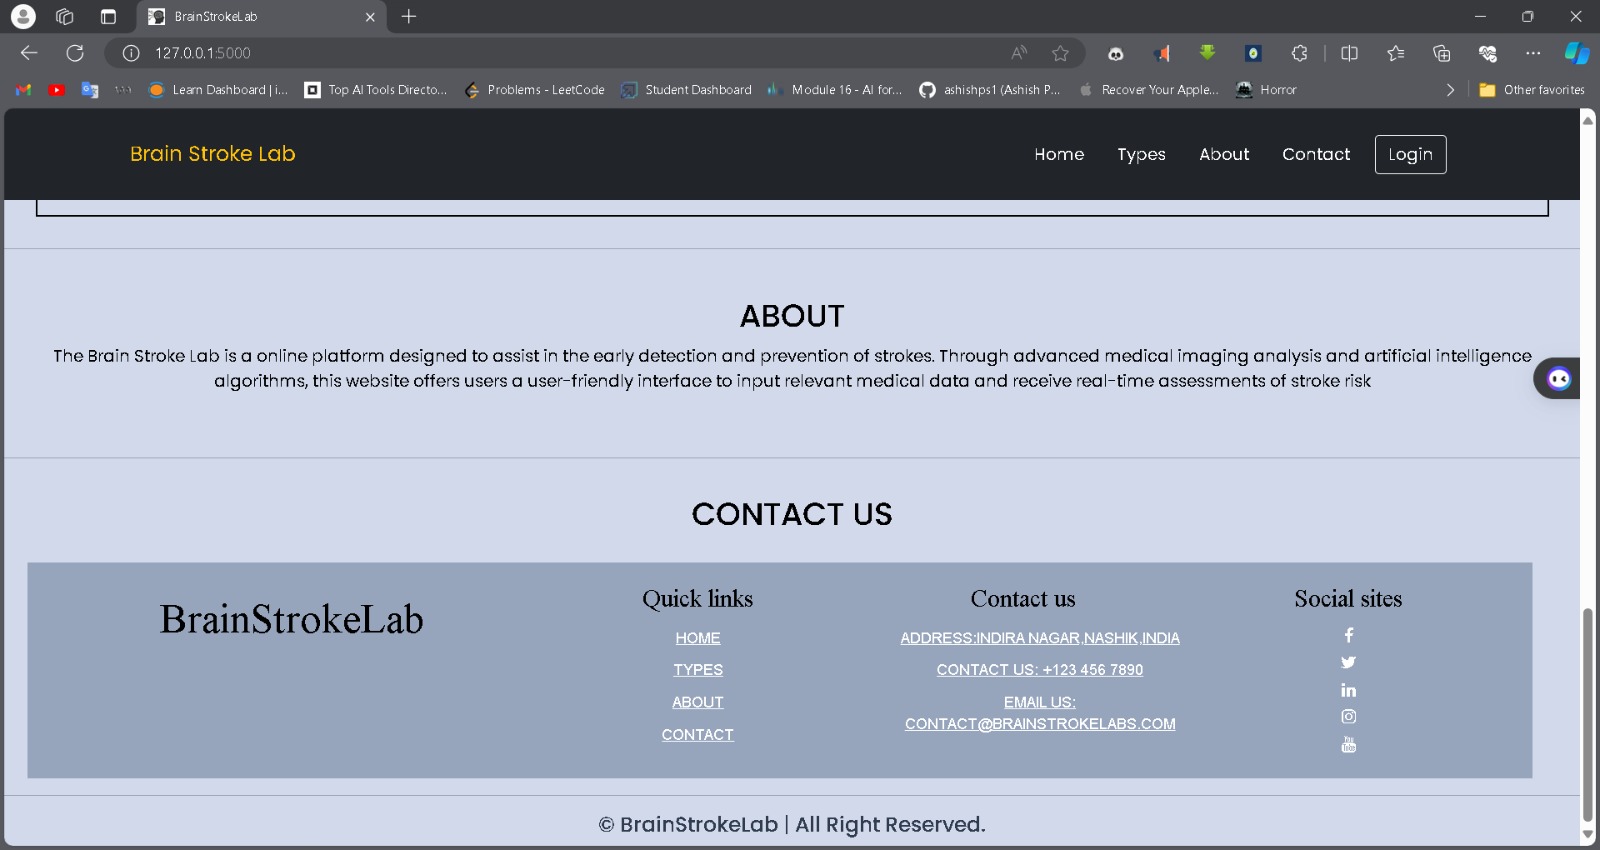 BrainStrokeLab
127.0.0.1:5000
Learn Dashboard | i...
Top AI Tools Directo...
Problems - LeetCode
Student Dashboard
Module 16 - AI for...
ashishps1 (Ashish P...
Recover Your Apple...
Horror
Other favorites
Brain Stroke Lab
Home
Types
About
Contact
Login
ABOUT
The Brain Stroke Lab is a online platform designed to assist in the early detection and prevention of strokes. Through advanced medical imaging analysis and artificial intelligence
algorithms, this website offers users a user-friendly interface to input relevant medical data and receive real-time assessments of stroke risk
CONTACT US
BrainStrokeLab
Quick links
HOME
TYPES
ABOUT
CONTACT
Contact us
ADDRESS:INDIRA NAGAR,NASHIK,INDIA
CONTACT US: +123 456 7890
EMAIL US:
CONTACT@BRAINSTROKELABS.COM
Social sites
© BrainStrokeLab | All Right Reserved.